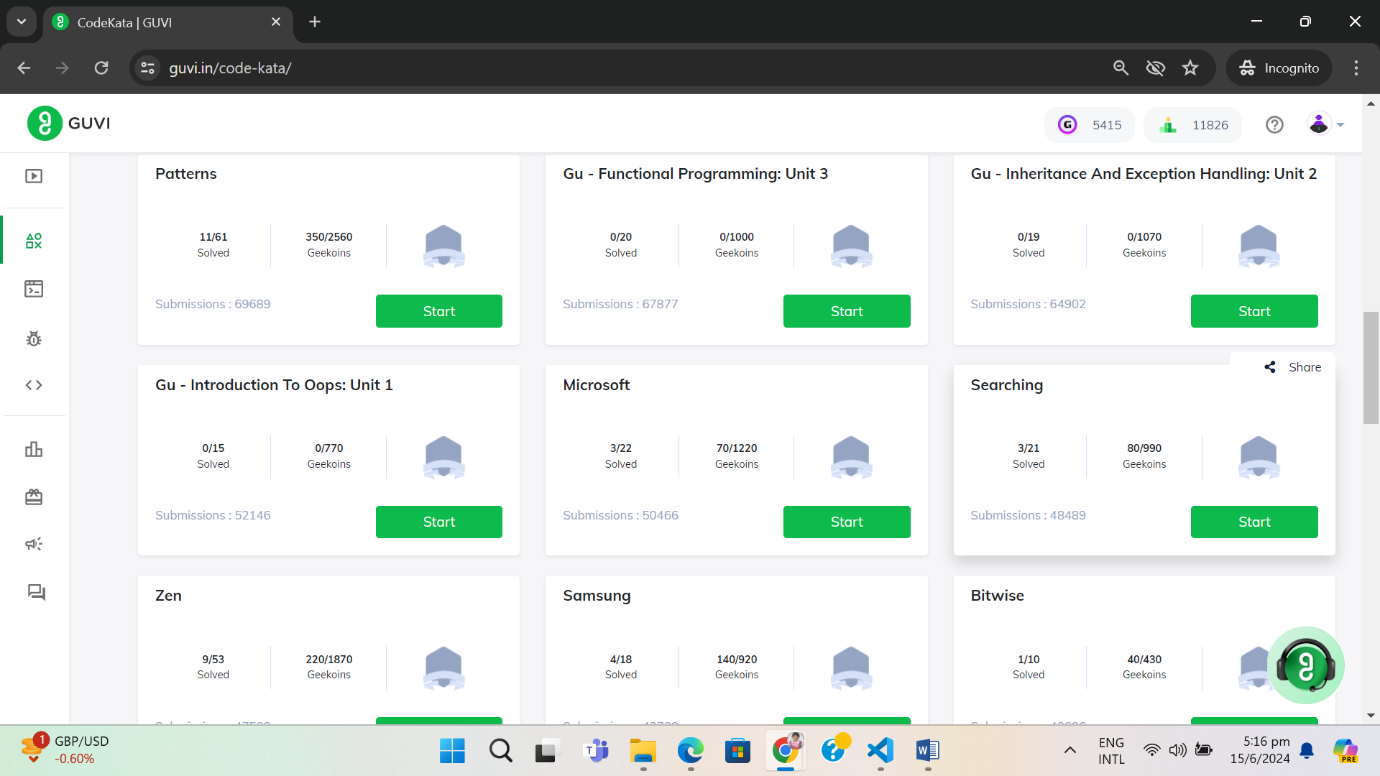 CodeKata | GUVI
guvi.in/code-kata/
Incognito
GUVI
5415
11826
Patterns
11/61
Solved
350/2560
Geekoins
Submissions : 69689
Start
Gu - Functional Programming: Unit 3
0/20
Solved
0/1000
Geekoins
Submissions : 67877
Start
Gu - Inheritance And Exception Handling: Unit 2
0/19
Solved
0/1070
Geekoins
Submissions : 64902
Start
Gu - Introduction To Oops: Unit 1
0/15
Solved
0/770
Geekoins
Submissions : 52146
Start
Microsoft
3/22
Solved
70/1220
Geekoins
Submissions : 50466
Start
Share
Searching
3/21
Solved
80/990
Geekoins
Submissions : 48489
Start
Zen
9/53
Solved
220/1870
Geekoins
Samsung
4/18
Solved
140/920
Geekoins
Bitwise
1/10
Solved
40/430
Geekoins
1
GBP/USD
-0.60%
ENG
INTL
5:16 pm
15/6/2024
PRE